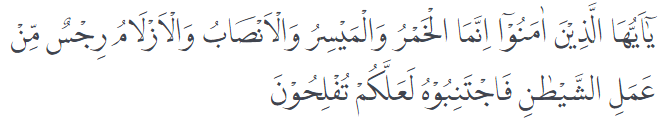 يٰٓاَيُّهَا الَّذِيْنَ اٰمَنُوْٓا اِنَّمَا الْخَمْرُ وَالْمَيْسِرُ وَالْاَنْصَابُ وَالْاَزْلَامُ رِجْسٌ مِّنْ
عَمَلِ الشَّيْطٰنِ فَاجْتَنِبُوْهُ لَعَلَّكُمْ تُفْلِحُوْنَ